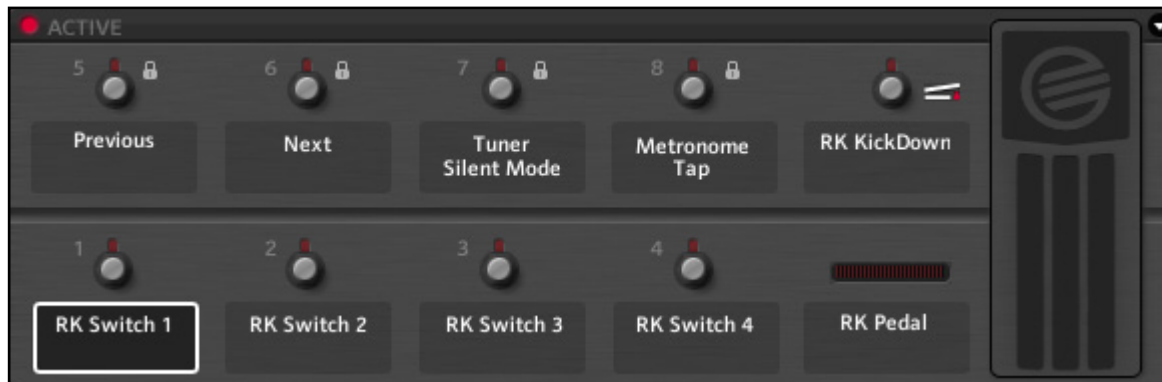 ACTIVE
5
6
7
8
Previous
Next
Tuner
Silent Mode
Metronome
Tap
RK KickDown
1
2
3
4
RK Switch 1
RK Switch 2
RK Switch 3
RK Switch 4
RK Pedal